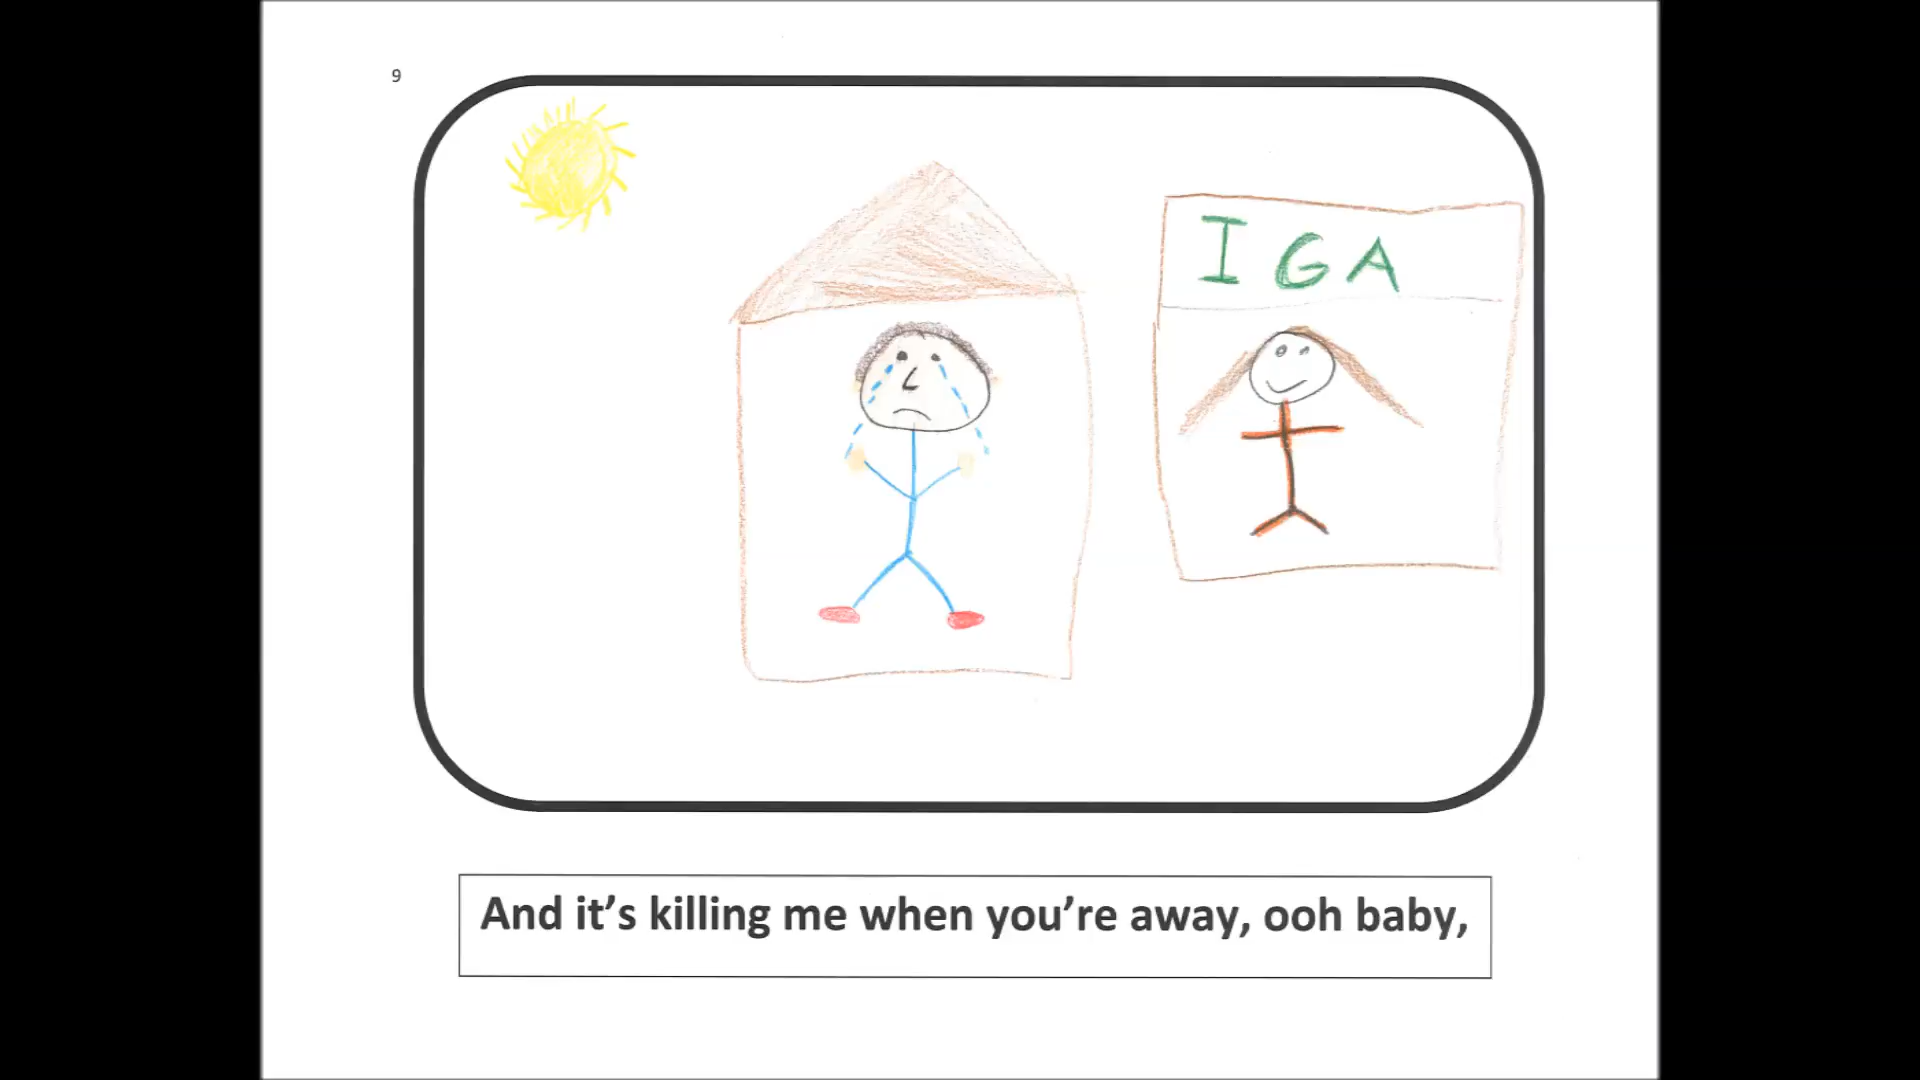 9
IGA
And it’s killing me when you’re away, ooh baby,